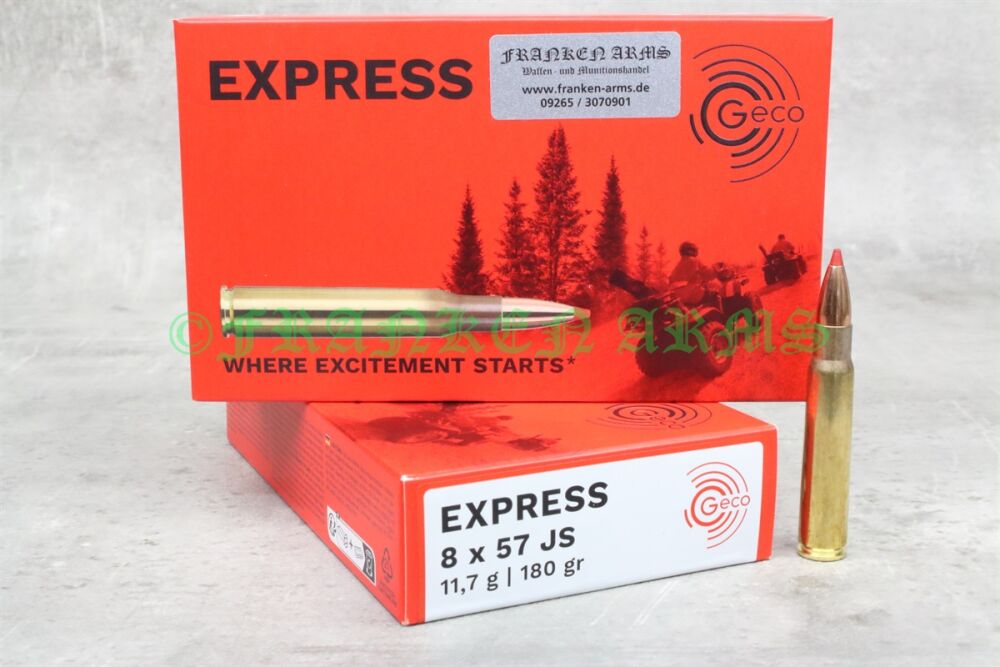 EXPRESS
FRANKEN ARMS
Waffen- und Munitionshandel
www.franken-arms.de
09265 / 3070901
Geco
© FRANKEN ARMS
WHERE EXCITEMENT STARTS*
EXPRESS
8 x 57 JS
11,7 g | 180 gr
Geco